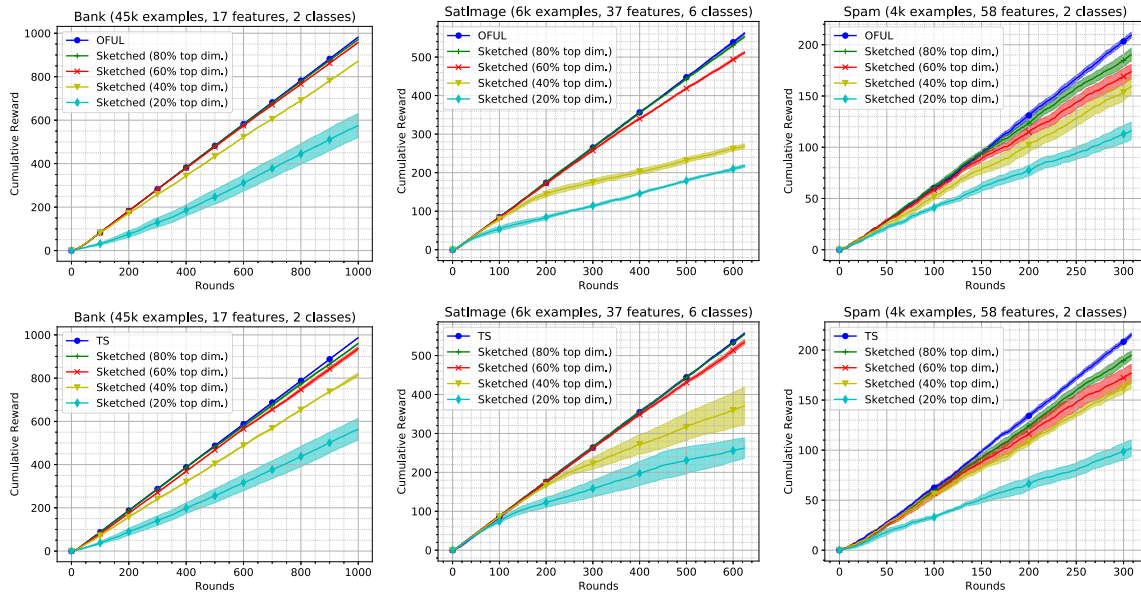 Bank (45k examples, 17 features, 2 classes)
1000
800
600
400
200
0
Cumulative Reward
OFUL
Sketched (80% top dim.)
Sketched (60% top dim.)
Sketched (40% top dim.)
Sketched (20% top dim.)
0 200 400 600 800 1000
Rounds
SatImage (6k examples, 37 features, 6 classes)
500
400
300
200
100
0
Cumulative Reward
OFUL
Sketched (80% top dim.)
Sketched (60% top dim.)
Sketched (40% top dim.)
Sketched (20% top dim.)
0 100 200 300 400 500 600
Rounds
Spam (4k examples, 58 features, 2 classes)
200
150
100
50
0
Cumulative Reward
OFUL
Sketched (80% top dim.)
Sketched (60% top dim.)
Sketched (40% top dim.)
Sketched (20% top dim.)
0 50 100 150 200 250 300
Rounds
Bank (45k examples, 17 features, 2 classes)
1000
800
600
400
200
0
Cumulative Reward
TS
Sketched (80% top dim.)
Sketched (60% top dim.)
Sketched (40% top dim.)
Sketched (20% top dim.)
0 200 400 600 800 1000
Rounds
SatImage (6k examples, 37 features, 6 classes)
500
400
300
200
100
0
Cumulative Reward
TS
Sketched (80% top dim.)
Sketched (60% top dim.)
Sketched (40% top dim.)
Sketched (20% top dim.)
0 100 200 300 400 500 600
Rounds
Spam (4k examples, 58 features, 2 classes)
200
150
100
50
0
Cumulative Reward
TS
Sketched (80% top dim.)
Sketched (60% top dim.)
Sketched (40% top dim.)
Sketched (20% top dim.)
0 50 100 150 200 250 300
Rounds